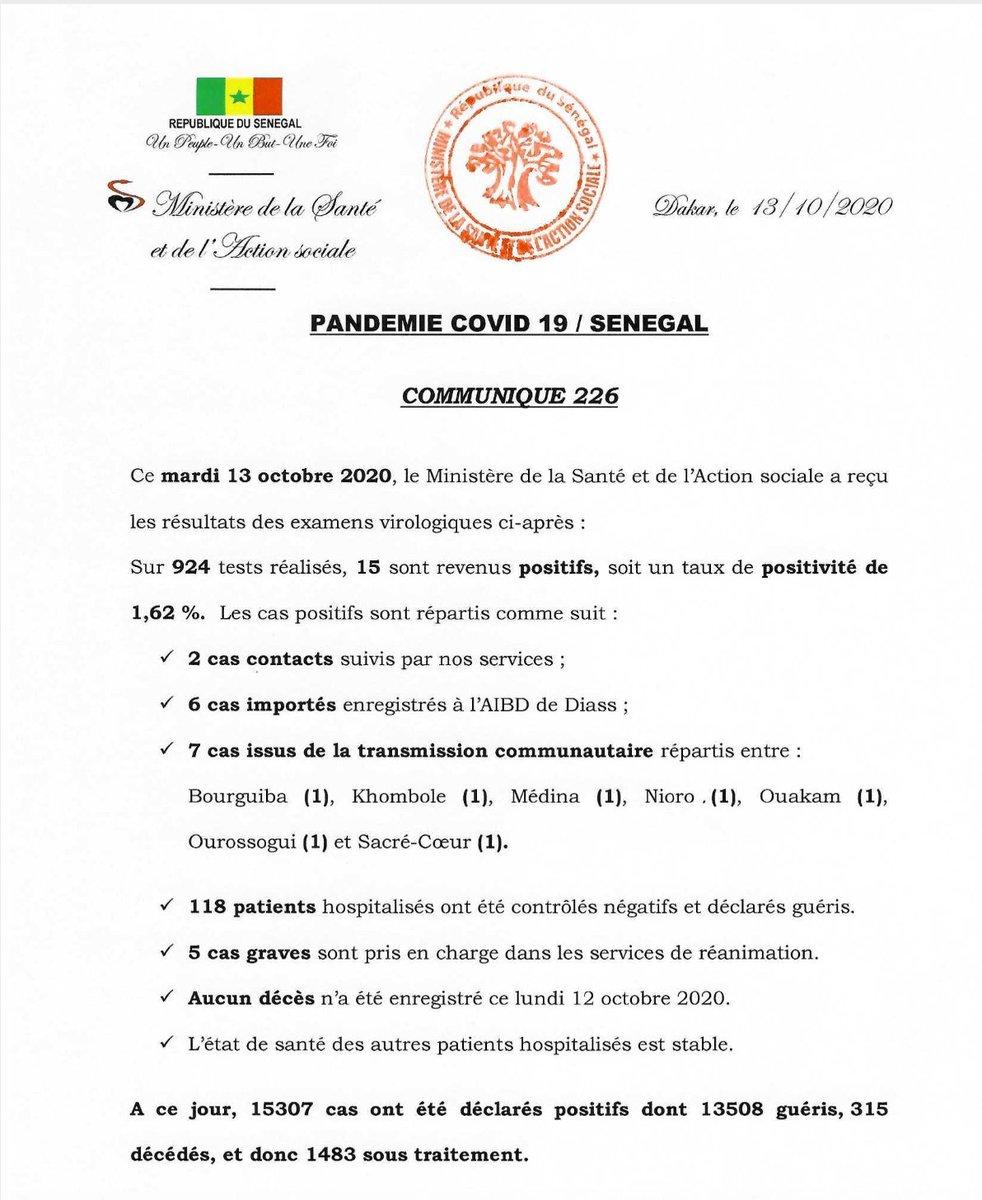 REPUBLIQUE DU SENEGAL
Un Peuple-Un But-Une Foi
Ministère de la Santé
et de l'Action sociale
République du Sénégal
MINISTERE DE LA SANTE ET DE L'ACTION SOCIALE
Dakar, le 13/10/2020
PANDEMIE COVID 19 / SENEGAL
COMMUNIQUE 226
Ce mardi 13 octobre 2020, le Ministère de la Santé et de l'Action sociale a reçu
les résultats des examens virologiques ci-après :
Sur 924 tests réalisés, 15 sont revenus positifs, soit un taux de positivité de
1,62 %. Les cas positifs sont répartis comme suit :
✓ 2 cas contacts suivis par nos services ;
✓ 6 cas importés enregistrés à l'AIBD de Diass ;
✓ 7 cas issus de la transmission communautaire répartis entre :
Bourguiba (1), Khombole (1), Médina (1), Nioro .(1), Ouakam (1),
Ourossogui (1) et Sacré-Cœur (1).
✓ 118 patients hospitalisés ont été contrôlés négatifs et déclarés guéris.
✓ 5 cas graves sont pris en charge dans les services de réanimation.
✓ Aucun décès n'a été enregistré ce lundi 12 octobre 2020.
✓ L'état de santé des autres patients hospitalisés est stable.
A ce jour, 15307 cas ont été déclarés positifs dont 13508 guéris, 315
décédés, et donc 1483 sous traitement.